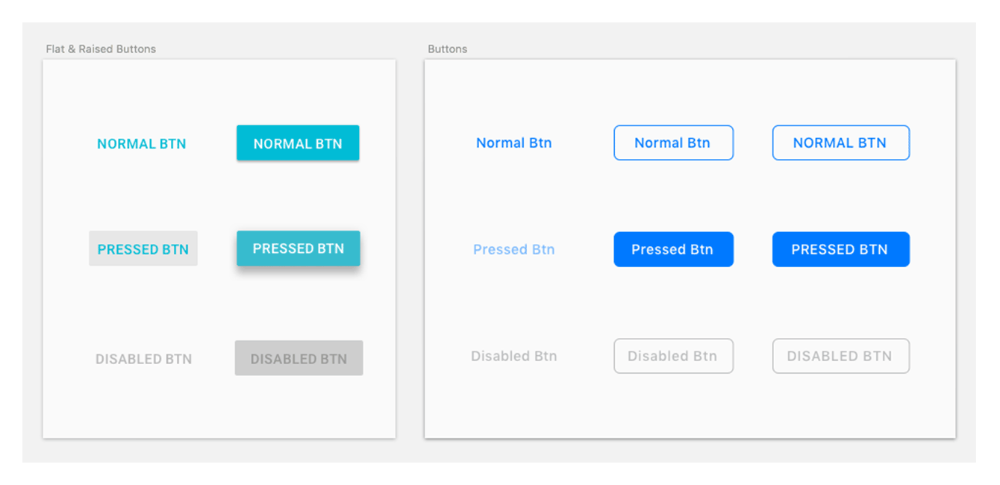 Flat & Raised Buttons
NORMAL BTN
NORMAL BTN
PRESSED BTN
PRESSED BTN
DISABLED BTN
DISABLED BTN
Buttons
Normal Btn
Normal Btn
NORMAL BTN
Pressed Btn
Pressed Btn
PRESSED BTN
Disabled Btn
Disabled Btn
DISABLED BTN